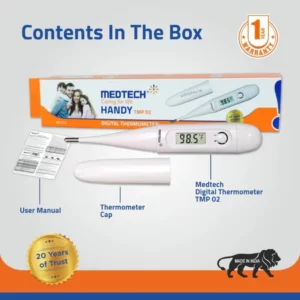 Contents In The Box
1
YEAR
WARRANTY
MEDTECH
Caring for life
HANDY TMP 02
DIGITAL THERMOMETER
98.5°F
User Manual
Thermometer
Cap
Medtech
Digital Thermometer
TMP 02
20 Years
of Trust
MADE IN INDIA